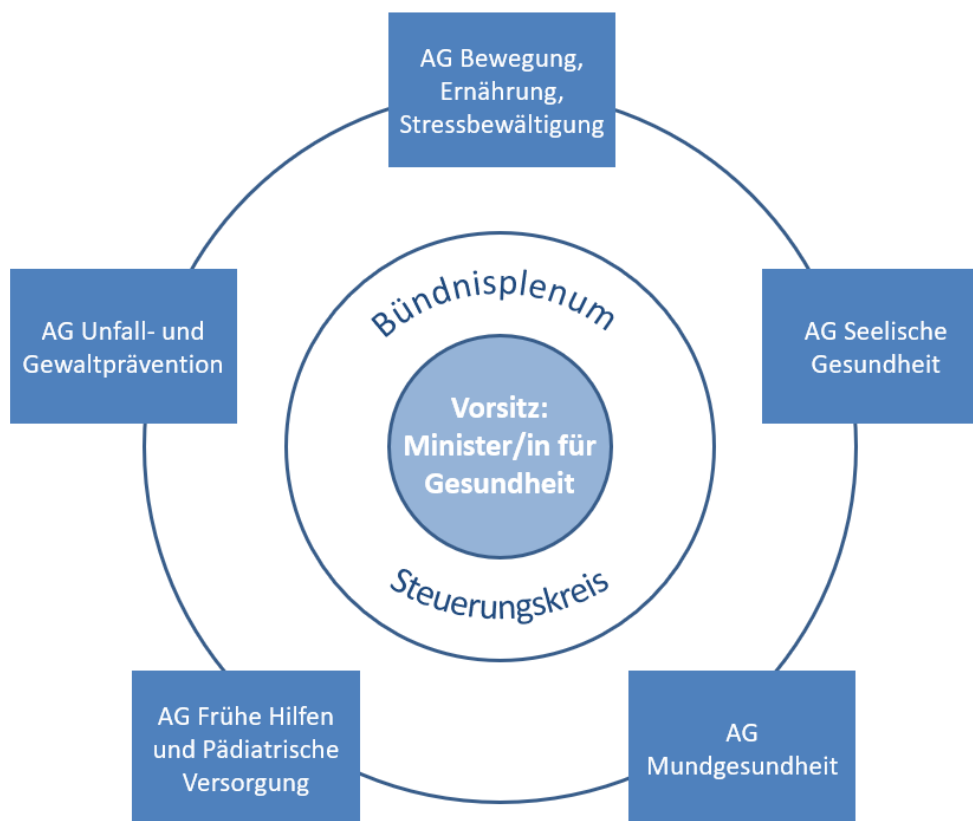 AG Bewegung,
Ernährung,
Stressbewältigung
AG Unfall- und
Gewaltprävention
Bündnisplenum
AG Seelische
Gesundheit
Vorsitz:
Minister/in für
Gesundheit
Steuerungskreis
AG Frühe Hilfen
und Pädiatrische
Versorgung
AG
Mundgesundheit